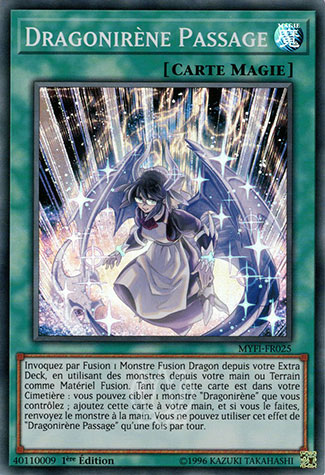 Dragonirène Passage
MAGIE
[Carte Magie]
MYFI-FR025
Invoquez par Fusion 1 Monstre Fusion Dragon depuis votre Extra
Deck, en utilisant des monstres depuis votre main ou Terrain
comme Matériel Fusion. Tant que cette carte est dans votre
Cimetière : vous pouvez cibler 1 monstre "Dragonirène" que vous
contrôlez ; ajoutez cette carte à votre main, et si vous le faites,
renvoyez le monstre à la main. Vous ne pouvez utiliser cet effet de
"Dragonirène Passage" qu'une fois par tour.
40110009 1ère Édition ©1996 KAZUKI TAKAHASHI